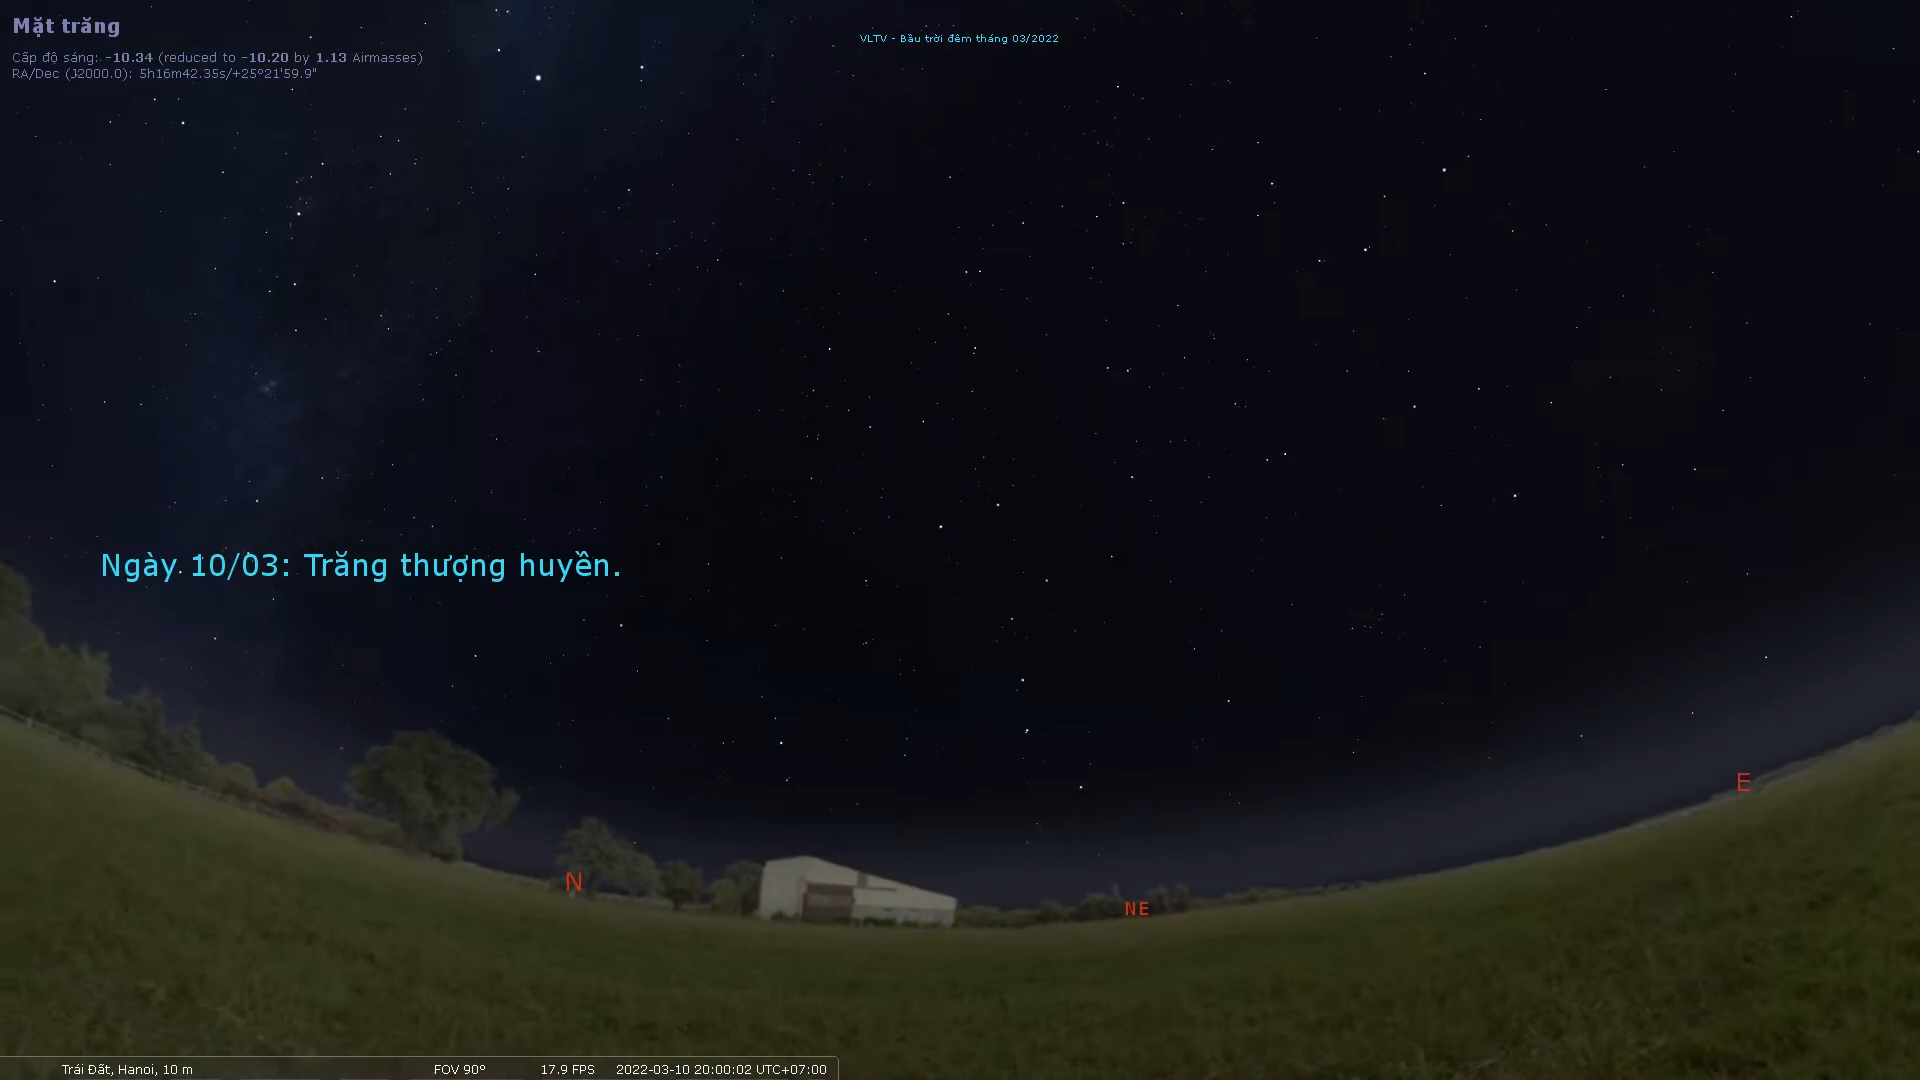 Mặt trăng
VLTV - Bầu trời đêm tháng 03/2022
Cấp độ sáng: -10.34 (reduced to -10.20 by 1.13 Airmasses)
RA/Dec (J2000.0): 5h16m42.35s/+25°21'59.9"
Ngày 10/03: Trăng thượng huyền.
E
N
NE
Trái Đất, Hanoi, 10 m FOV 90° 17.9 FPS 2022-03-10 20:00:02 UTC+07:00